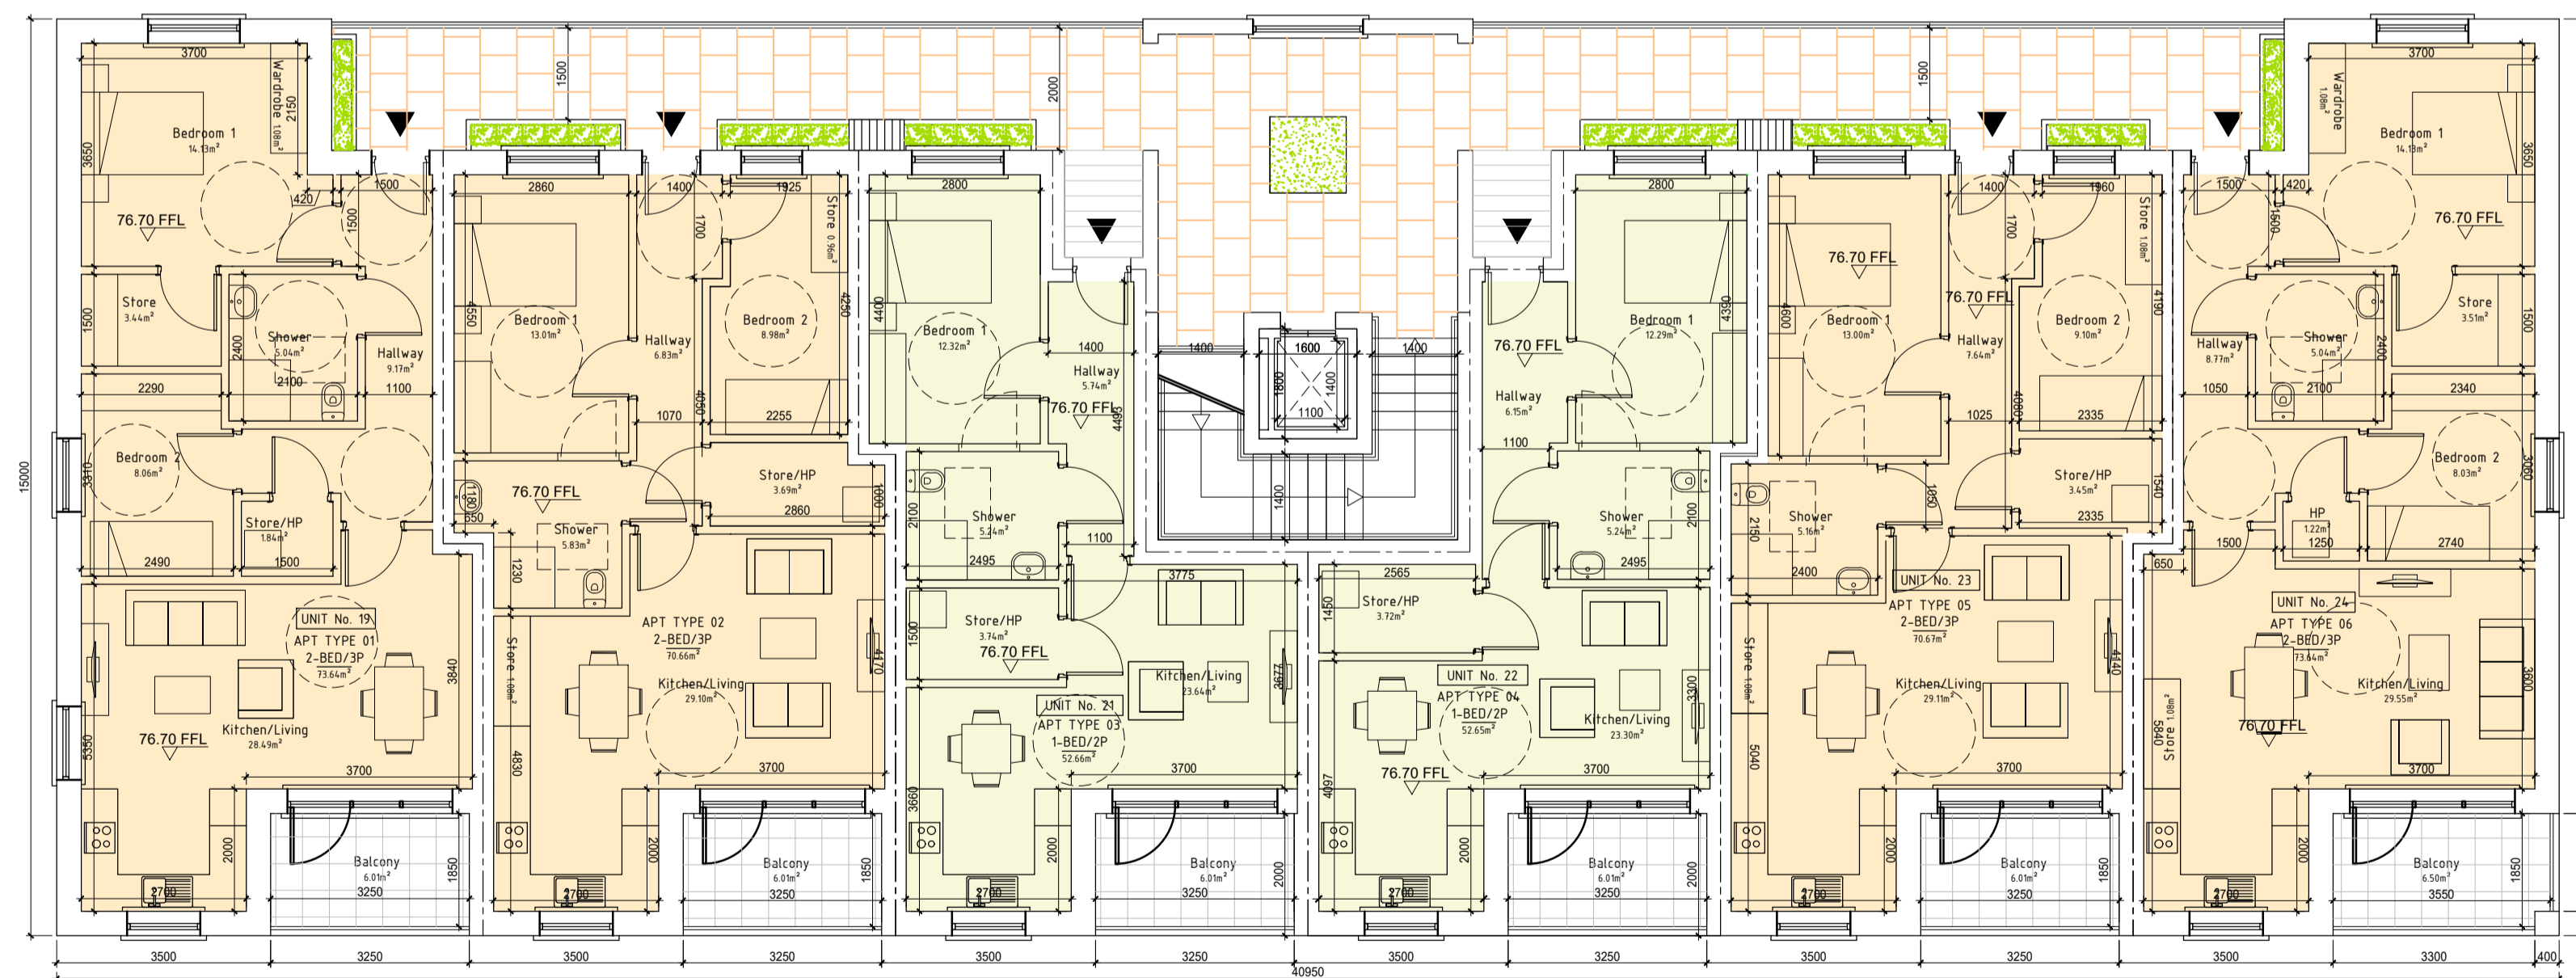 15000
3700
Wardrobe 1.08m²
2150
Bedroom 1
14.13m²
3650
76.70 FFL
420
1500
1500
Store
3.44m²
1500
Shower
5.04m²
2400
2100
Hallway
9.17m²
1100
2290
Bedroom 2
8.06m²
3310
2490
Store/HP
1.84m²
1500
UNIT No. 19
APT TYPE 01
2-BED/3P
73.64m²
3840
Kitchen/Living
28.49m²
76.70 FFL
5350
3700
2000
2700
Balcony
6.01m²
3250
1850
1500
2860
1400
1925
1700
Store 0.96m²
4550
Bedroom 1
13.01m²
Hallway
6.83m²
Bedroom 2
8.98m²
4250
1070
4050
2255
Store/HP
3.69m²
1000
2860
1180
650
76.70 FFL
Shower
5.83m²
1230
Store 1.08m²
APT TYPE 02
2-BED/3P
70.66m²
4170
Kitchen/Living
29.10m²
4830
3700
2000
2700
Balcony
6.01m²
3250
1850
2000
2800
4400
Bedroom 1
12.32m²
1400
Hallway
5.74m²
76.70 FFL
4493
2100
Shower
5.24m²
2495
1100
3775
Store/HP
3.74m²
1500
76.70 FFL
Kitchen/Living
23.64m²
3677
UNIT No. 21
APT TYPE 03
1-BED/2P
52.66m²
3660
3700
2000
2700
Balcony
6.01m²
3250
2000
1400
1600
1400
1800
1400
1100
1400
2800
4390
Bedroom 1
12.29m²
76.70 FFL
Hallway
6.15m²
1100
Shower
5.24m²
2100
2495
2565
Store/HP
3.72m²
1450
UNIT No. 22
APT TYPE 04
1-BED/2P
52.65m²
3300
Kitchen/Living
23.30m²
76.70 FFL
4097
3700
2000
2700
Balcony
6.01m²
3250
2000
1500
1400
1960
1700
Store 1.08m²
76.70 FFL
4600
Bedroom 1
13.00m²
76.70 FFL
Hallway
7.64m²
Bedroom 2
9.10m²
4190
1025
4080
2335
Store/HP
3.45m²
1540
2335
1050
Shower
5.16m²
2150
2400
UNIT No. 23
APT TYPE 05
2-BED/3P
70.67m²
Store 1.08m²
4140
Kitchen/Living
29.11m²
5040
3700
2000
2700
Balcony
6.01m²
3250
1850
3700
Wardrobe
1.08m²
Bedroom 1
14.13m²
3650
76.70 FFL
1500
420
1500
Store
3.51m²
1500
Shower
5.04m²
2400
2100
Hallway
8.77m²
1050
2340
Bedroom 2
8.03m²
3060
HP
1.22m²
1500
1250
2740
650
UNIT No. 24
APT TYPE 06
2-BED/3P
73.64m²
3600
Kitchen/Living
29.55m²
76.70 FFL
Store 1.08m²
5840
3700
2000
2700
Balcony
6.50m²
3550
1850
3500
3250
3500
3250
3500
3250
3500
3250
3500
3250
3500
3300
400
40950